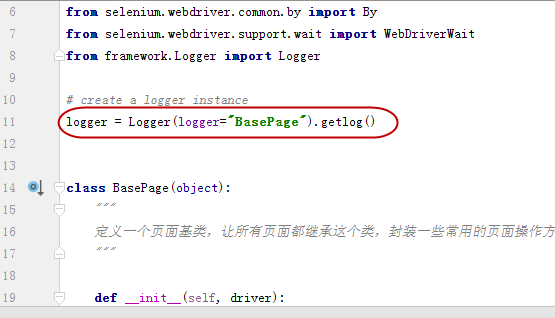 6 from selenium.webdriver.common.by import By
7 from selenium.webdriver.support.wait import WebDriverWait
8 from framework.Logger import Logger
9
10 # create a logger instance
11 logger = Logger(logger="BasePage").getlog()
12
13
14 class BasePage(object):
15 """
16 定义一个页面基类，让所有页面都继承这个类，封装一些常用的页面操作方
17 """
18
19 def __init__(self, driver):